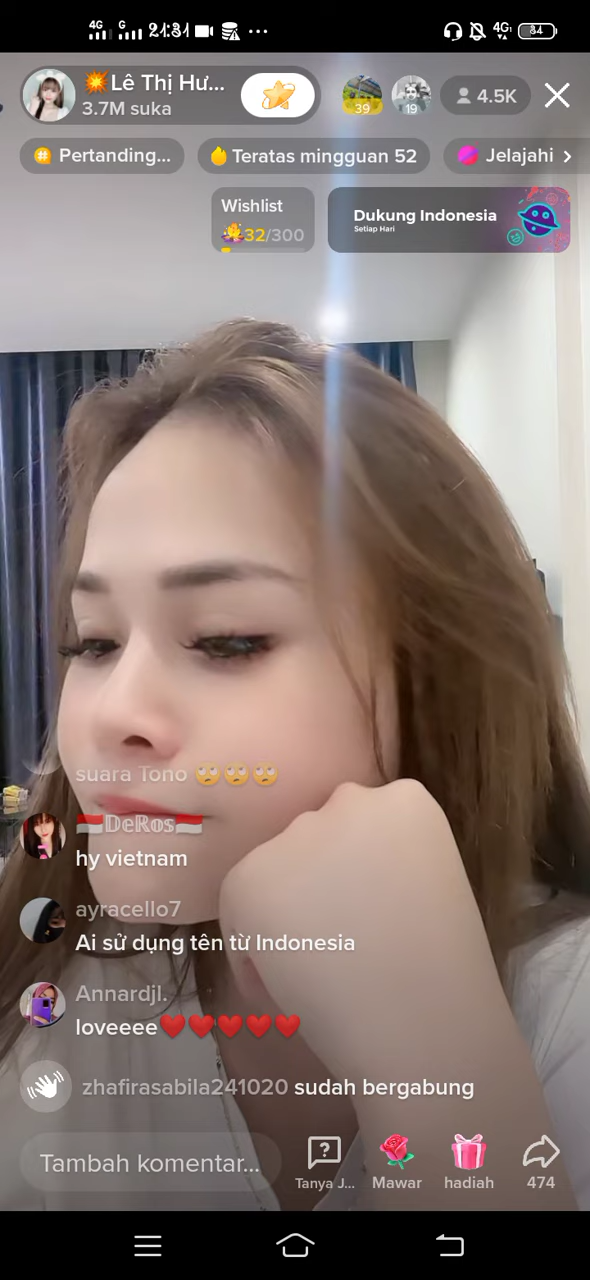 4G G 21:31 4G 34
💥Lê Thị Hư...
3.7M suka
39 19 4.5K
Pertanding... Teratas mingguan 52 Jelajahi
Wishlist
32/300
Dukung Indonesia
Setiap Hari
suara Tono 🙄🙄🙄
🇮🇩DeRos🇮🇩
hy vietnam
ayracello7
Ai sử dụng tên từ Indonesia
Annardjl.
loveeee❤️❤️❤️❤️❤️
zhafirasabila241020 sudah bergabung
Tambah komentar...
Tanya J... Mawar hadiah 474